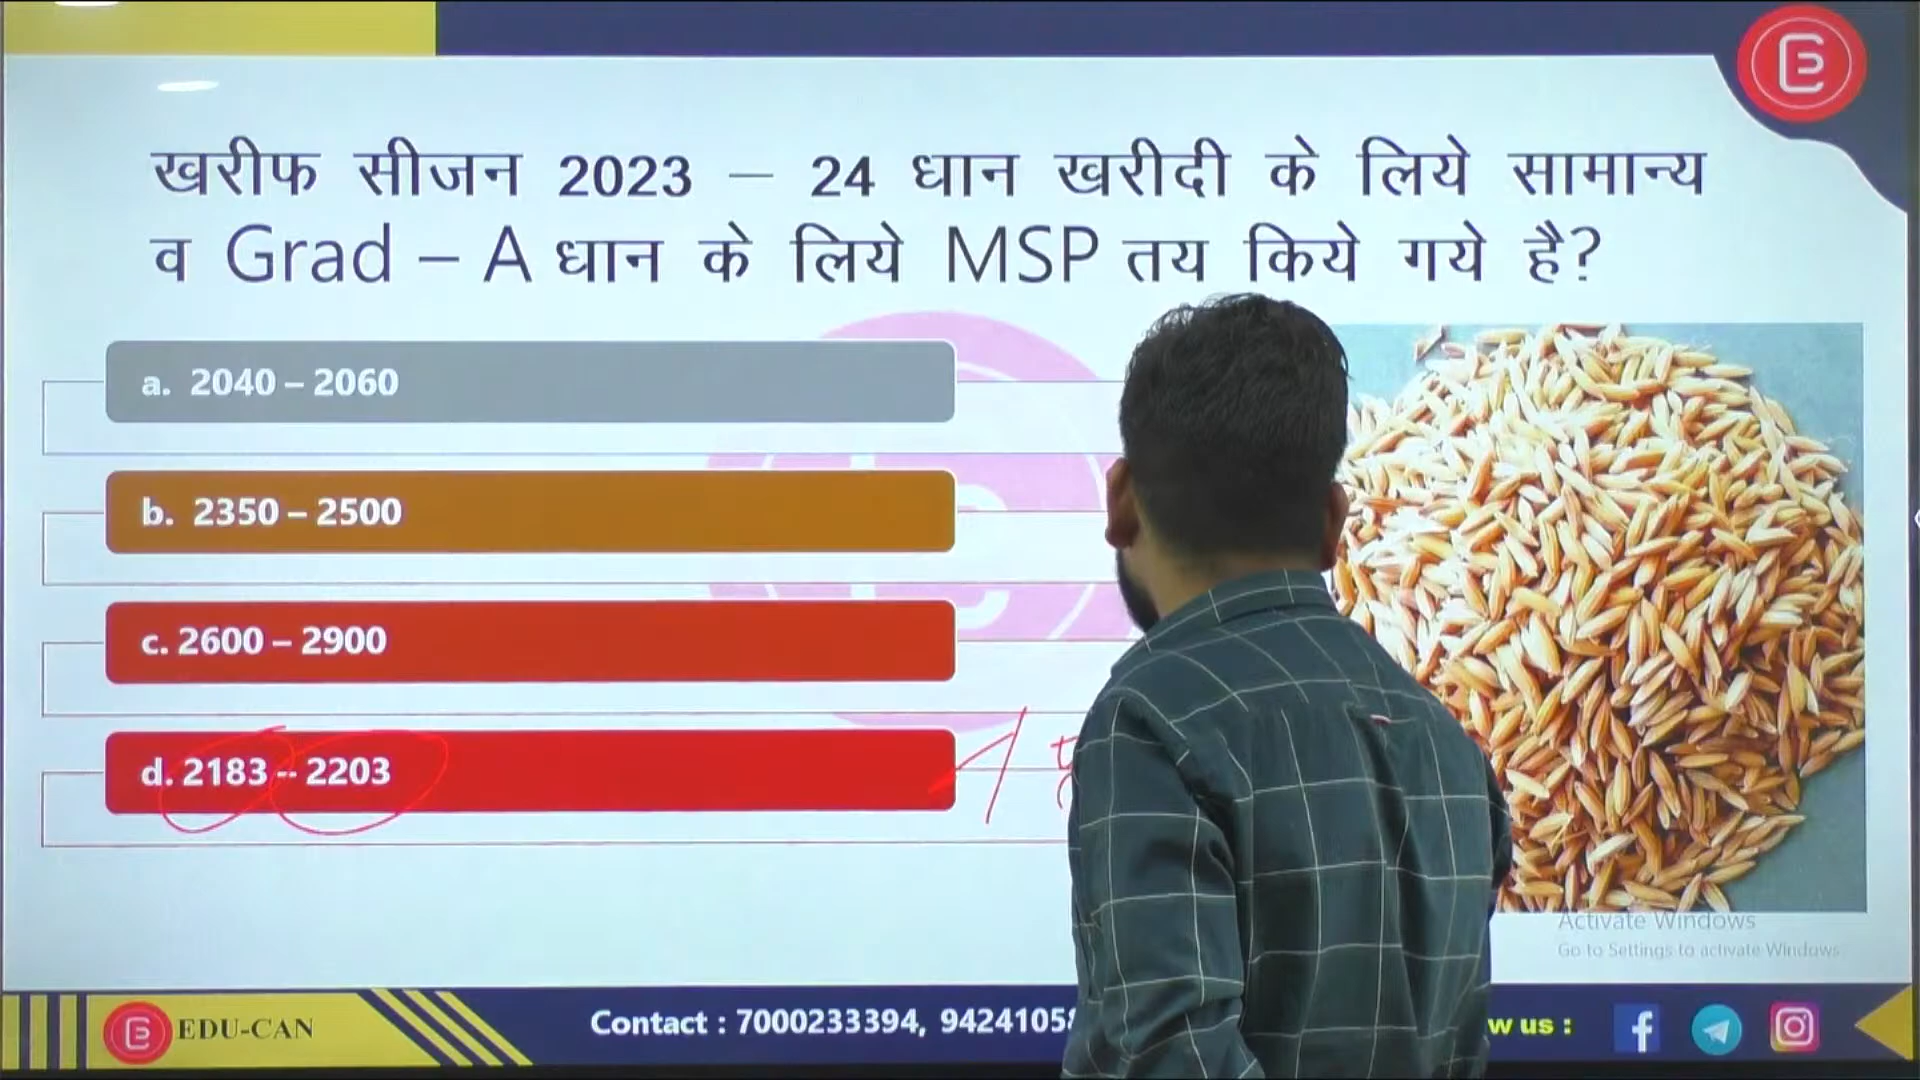 खरीफ सीजन 2023 – 24 धान खरीदी के लिये सामान्य
व Grad – A धान के लिये MSP तय किये गये है?
a. 2040 – 2060
b. 2350 – 2500
c. 2600 – 2900
d. 2183 -- 2203
Activate Windows
Go to Settings to activate Windows.
EDU-CAN
Contact : 7000233394, 9424105
w us :